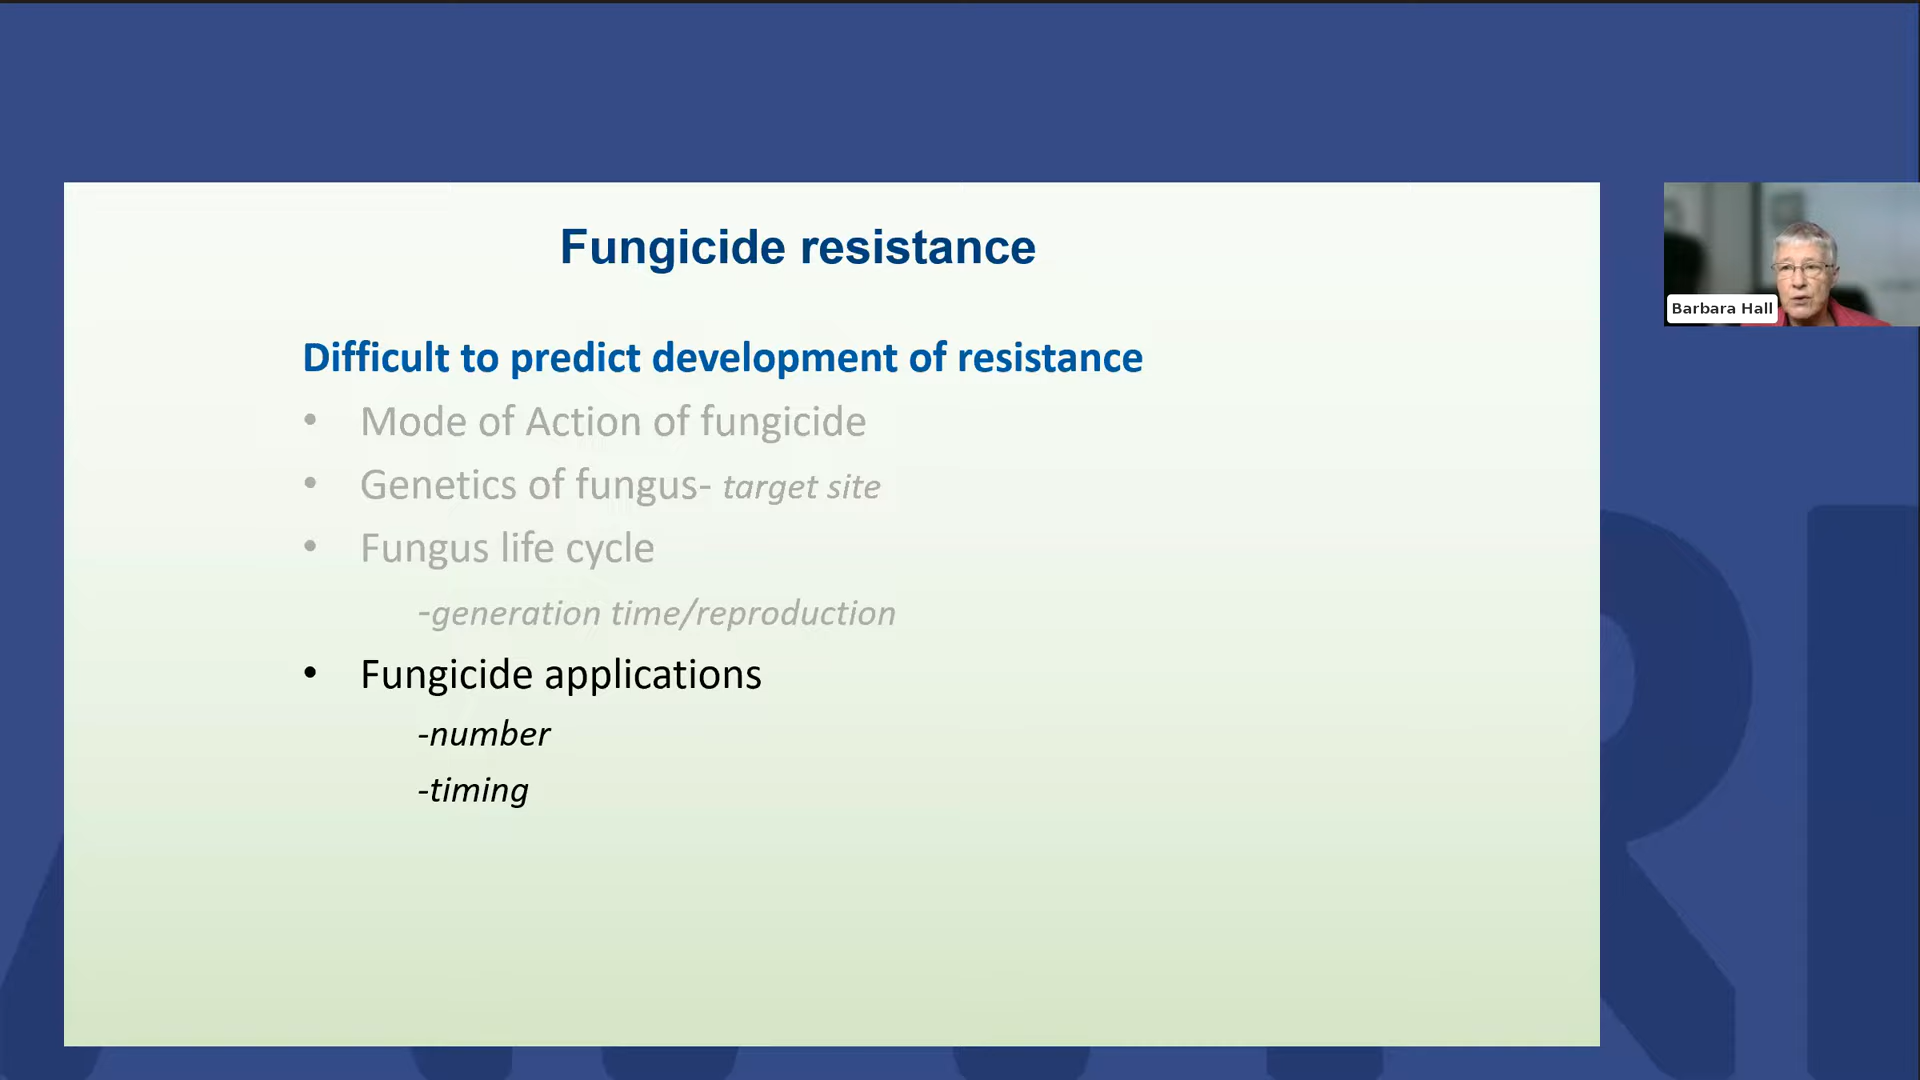 Fungicide resistance
Difficult to predict development of resistance
• Mode of Action of fungicide
• Genetics of fungus- target site
• Fungus life cycle
-generation time/reproduction
• Fungicide applications
-number
-timing
Barbara Hall